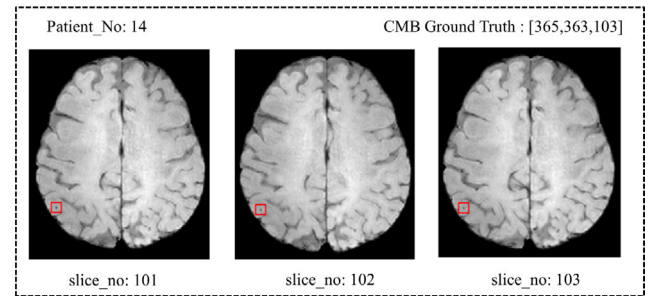 Patient_No: 14
CMB Ground Truth : [365,363,103]
slice_no: 101
slice_no: 102
slice_no: 103